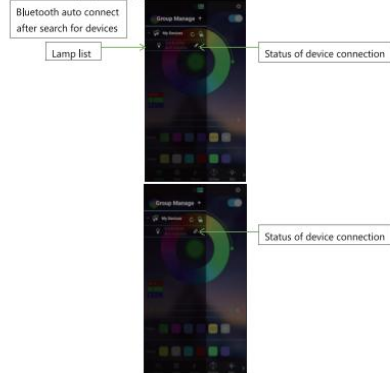 Bluetooth auto connect
after search for devices
Lamp list
Status of device connection
Group Manage +
My Devices
Status of device connection
Group Manage +
My Devices